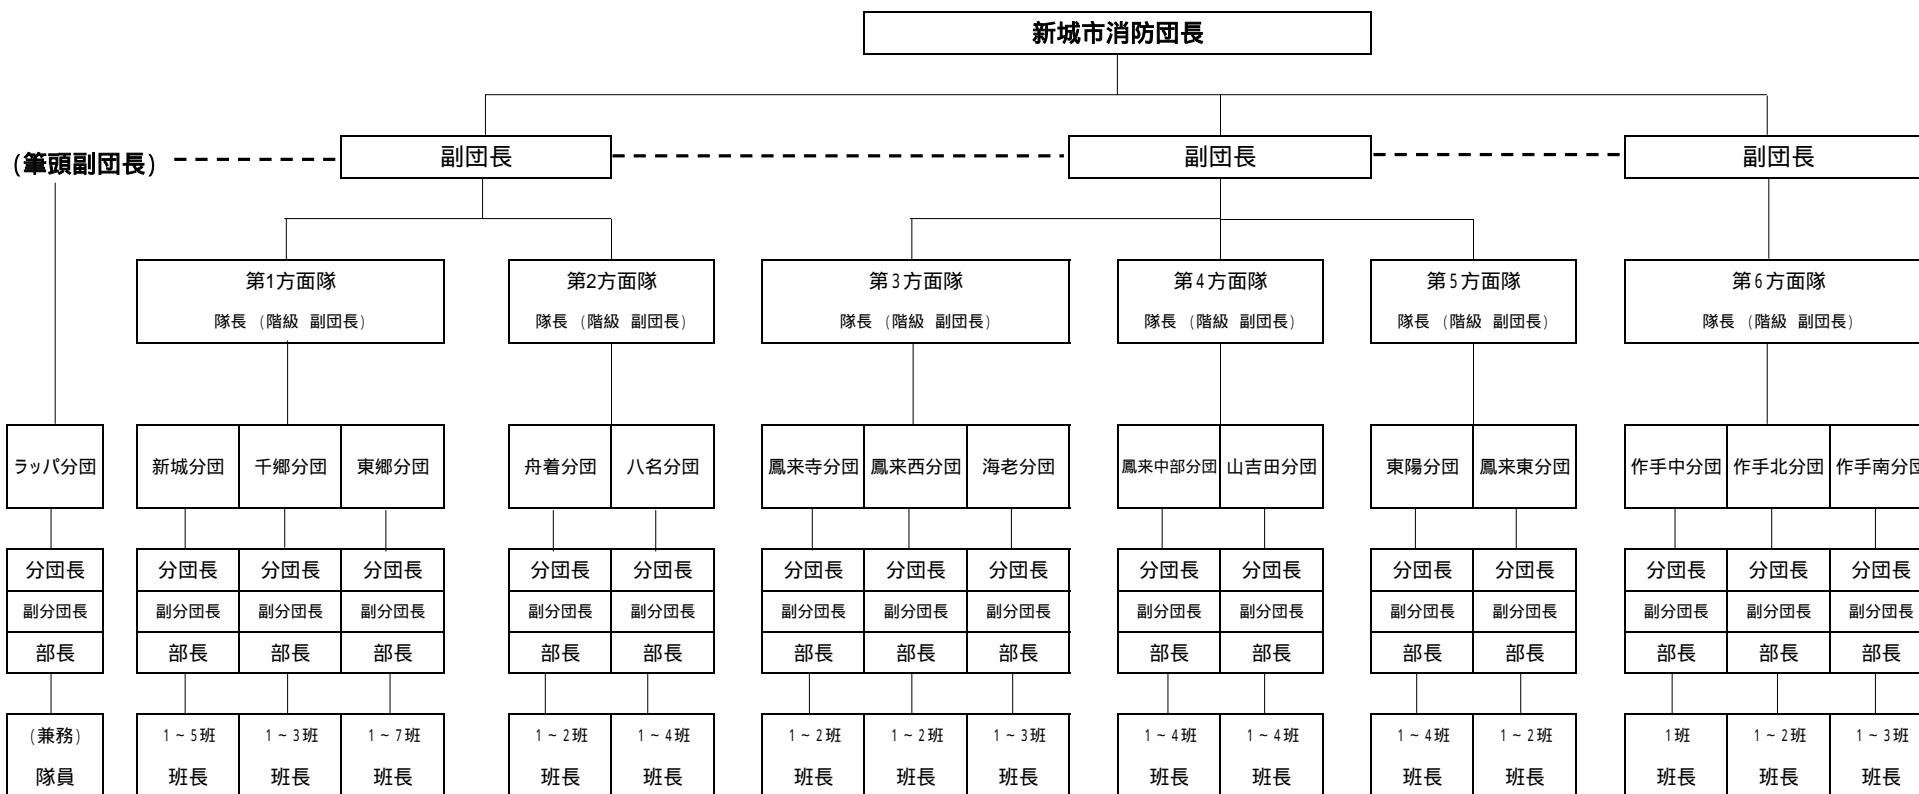 新城市消防団長
(筆頭副団長) 副団長 副団長 副団長
第1方面隊 第2方面隊 第3方面隊 第4方面隊 第5方面隊 第6方面隊
隊長 (階級 副団長) 隊長 (階級 副団長) 隊長 (階級 副団長) 隊長 (階級 副団長) 隊長 (階級 副団長) 隊長 (階級 副団長)
ラッパ分団 新城分団 千郷分団 東郷分団 舟着分団 八名分団 鳳来寺分団 鳳来西分団 海老分団 鳳来中部分団 山吉田分団 東陽分団 鳳来東分団 作手中分団 作手北分団 作手南分団
分団長 分団長 分団長 分団長 分団長 分団長 分団長 分団長 分団長 分団長 分団長 分団長 分団長 分団長 分団長 分団長
副分団長 副分団長 副分団長 副分団長 副分団長 副分団長 副分団長 副分団長 副分団長 副分団長 副分団長 副分団長 副分団長 副分団長 副分団長 副分団長
部長 部長 部長 部長 部長 部長 部長 部長 部長 部長 部長 部長 部長 部長 部長 部長
(兼務) 1~5班 1~3班 1~7班 1~2班 1~4班 1~2班 1~2班 1~3班 1~4班 1~4班 1~4班 1~2班 1班 1~2班 1~3班
隊員 班長 班長 班長 班長 班長 班長 班長 班長 班長 班長 班長 班長 班長 班長 班長